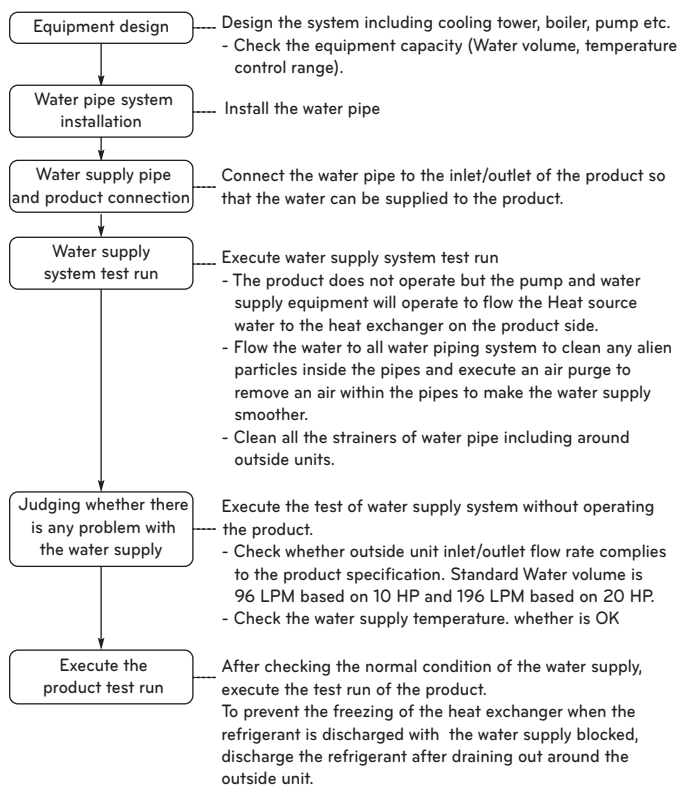 Equipment design
Design the system including cooling tower, boiler, pump etc.
- Check the equipment capacity (Water volume, temperature
control range).
Water pipe system
installation
Install the water pipe
Water supply pipe
and product connection
Connect the water pipe to the inlet/outlet of the product so
that the water can be supplied to the product.
Water supply
system test run
Execute water supply system test run
- The product does not operate but the pump and water
supply equipment will operate to flow the Heat source
water to the heat exchanger on the product side.
- Flow the water to all water piping system to clean any alien
particles inside the pipes and execute an air purge to
remove an air within the pipes to make the water supply
smoother.
- Clean all the strainers of water pipe including around
outside units.
Judging whether there
is any problem with
the water supply
Execute the test of water supply system without operating
the product.
- Check whether outside unit inlet/outlet flow rate complies
to the product specification. Standard Water volume is
96 LPM based on 10 HP and 196 LPM based on 20 HP.
- Check the water supply temperature. whether is OK
Execute the
product test run
After checking the normal condition of the water supply,
execute the test run of the product.
To prevent the freezing of the heat exchanger when the
refrigerant is discharged with the water supply blocked,
discharge the refrigerant after draining out around the
outside unit.